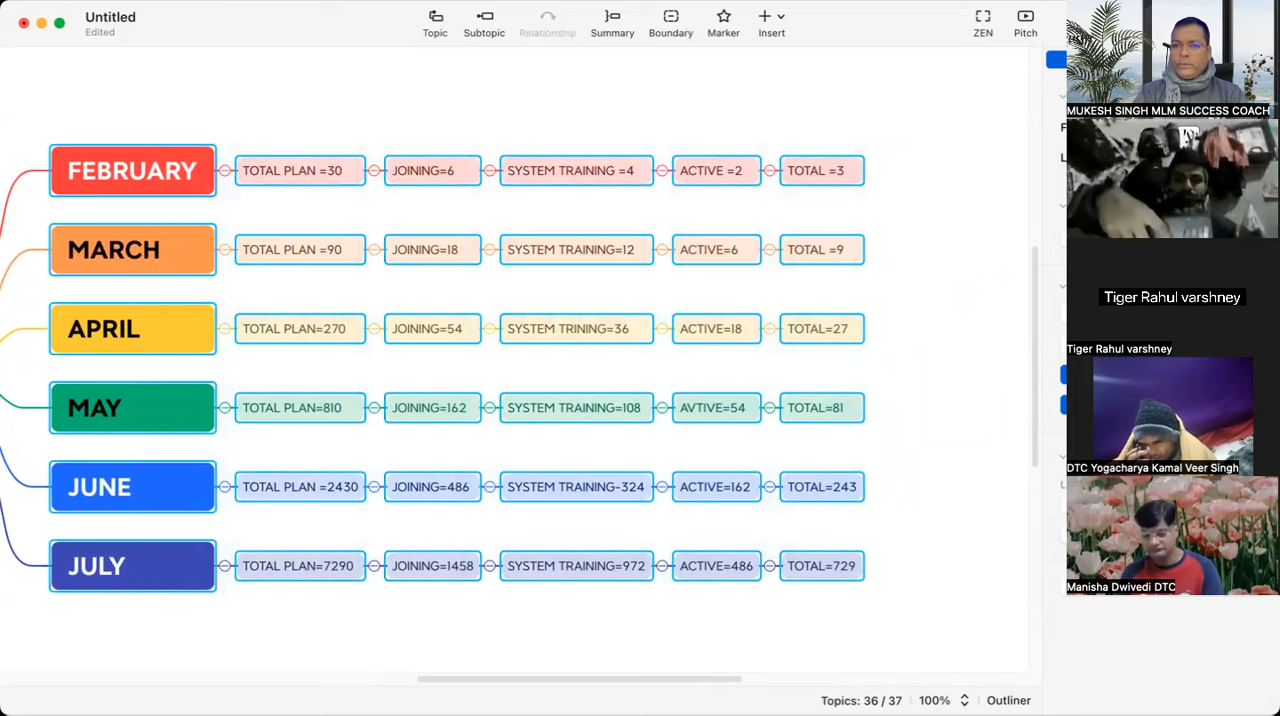 Untitled
Edited
Topic
Subtopic
Relationship
Summary
Boundary
Marker
Insert
ZEN
Pitch
FEBRUARY TOTAL PLAN =30 JOINING=6 SYSTEM TRAINING =4 ACTIVE =2 TOTAL =3
MARCH TOTAL PLAN =90 JOINING=18 SYSTEM TRAINING=12 ACTIVE=6 TOTAL =9
APRIL TOTAL PLAN=270 JOINING=54 SYSTEM TRINING=36 ACTIVE=18 TOTAL=27
MAY TOTAL PLAN=810 JOINING=162 SYSTEM TRAINING=108 AVTIVE=54 TOTAL=81
JUNE TOTAL PLAN =2430 JOINING=486 SYSTEM TRAINING-324 ACTIVE=162 TOTAL=243
JULY TOTAL PLAN=7290 JOINING=1458 SYSTEM TRAINING=972 ACTIVE=486 TOTAL=729
Topics: 36 / 37
100%
Outliner
MUKESH SINGH MLM SUCCESS COACH
Tiger Rahul varshney
Tiger Rahul varshney
DTC Yogacharya Kamal Veer Singh
Manisha Dwivedi DTC